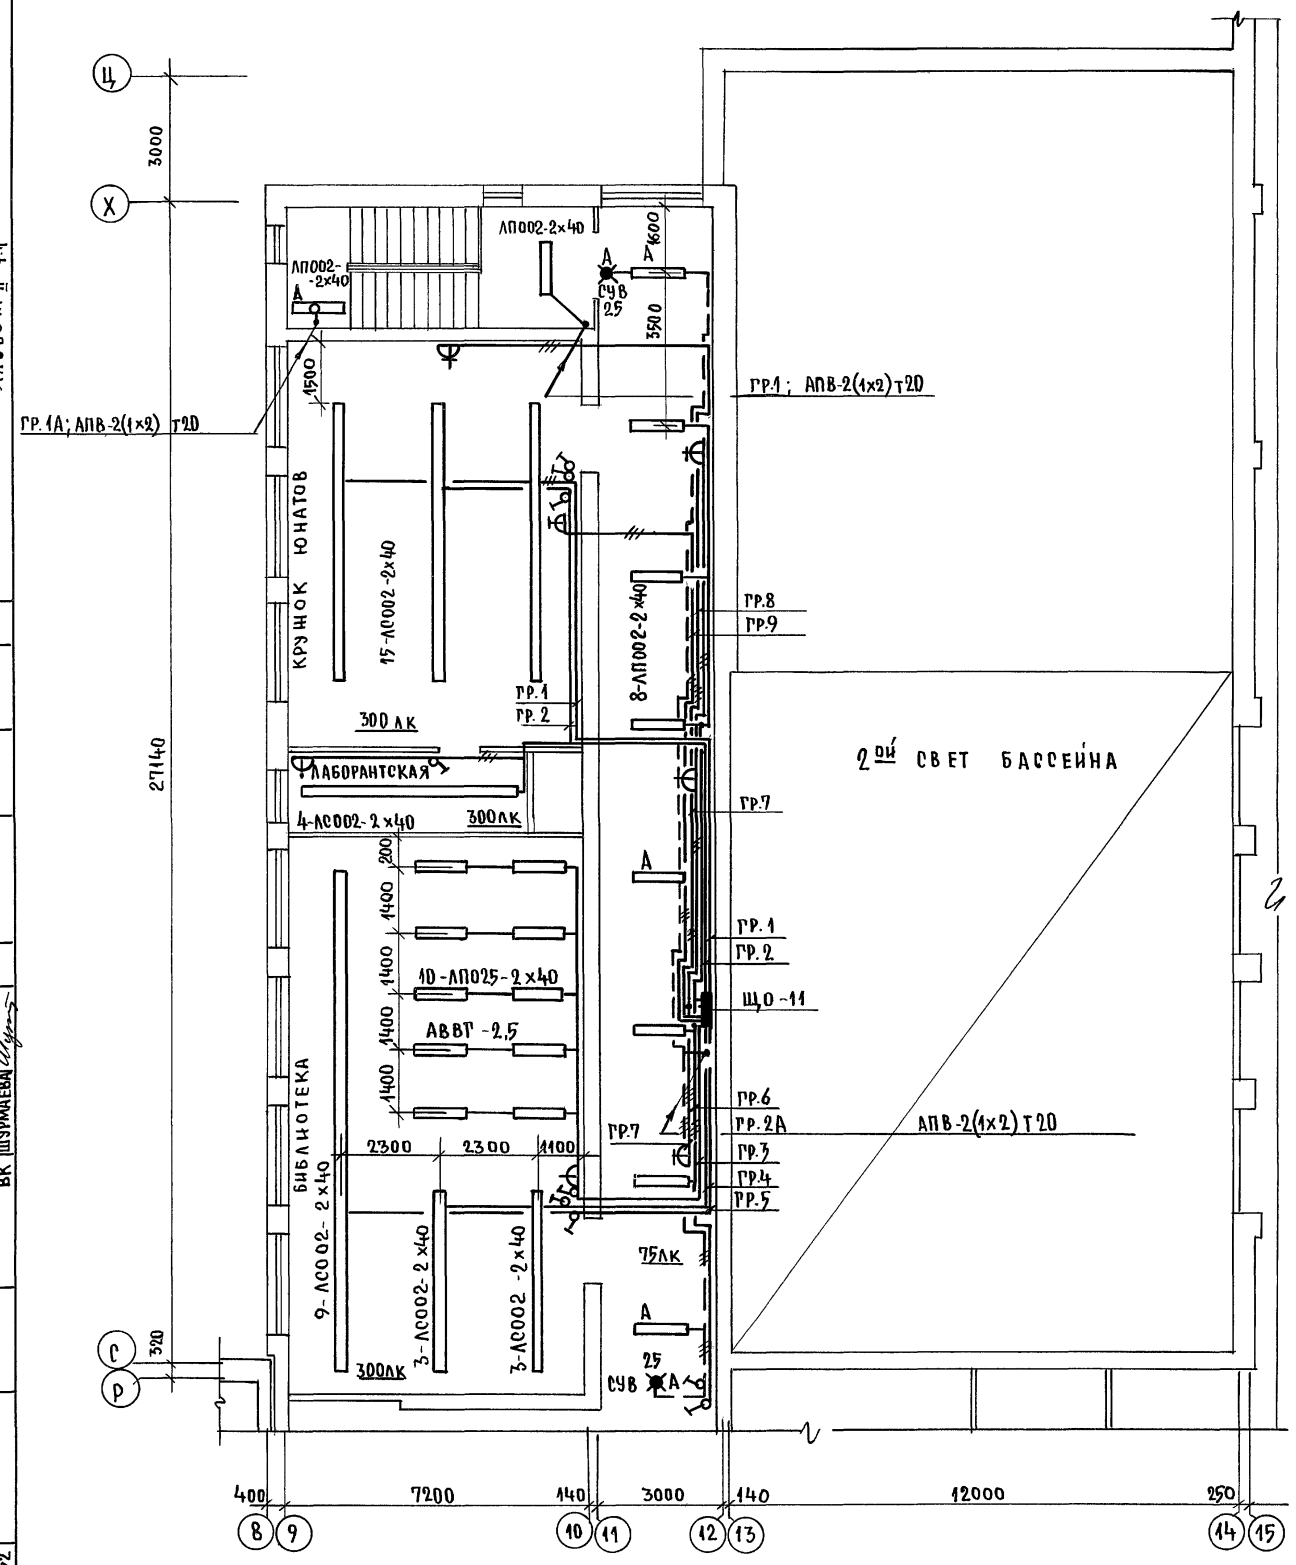 Ц
3000
Х
ЛП002-2×40
ЛП002-
-2×40
А
А
А
1600
СУВ
25
3500
1500
ГР.1; АПВ-2(1×2) Т20
ГР.1А; АПВ-2(1×2) Т20
КРУЖОК ЮНАТОВ
15-ЛС002-2×40
8-ЛП002-2×40
ГР.8
ГР.9
ГР.1
ГР.2
300 ЛК
27140
2ОЙ СВЕТ БАССЕЙНА
ЛАБОРАНТСКАЯ
ГР.7
4-ЛС002-2×40
300ЛК
200
А
1400
ГР.1
ГР.2
1400
10-ЛП025-2×40
ЩО-11
АВВГ-2,5
1400
1400
БИБЛИОТЕКА
ГР.6
ГР.7
ГР.2А
АПВ-2(1×2) Т20
2300
2300
1100
ГР.3
ГР.4
ГР.5
9-ЛС002-2×40
3-ЛС002-2×40
3-ЛС002-2×40
75ЛК
А
320
С
Р
300ЛК
25
СУВ
А
ВК ШУРМАЕВА
400
7200
140
3000
140
12000
250
8
9
10
11
12
13
14
15